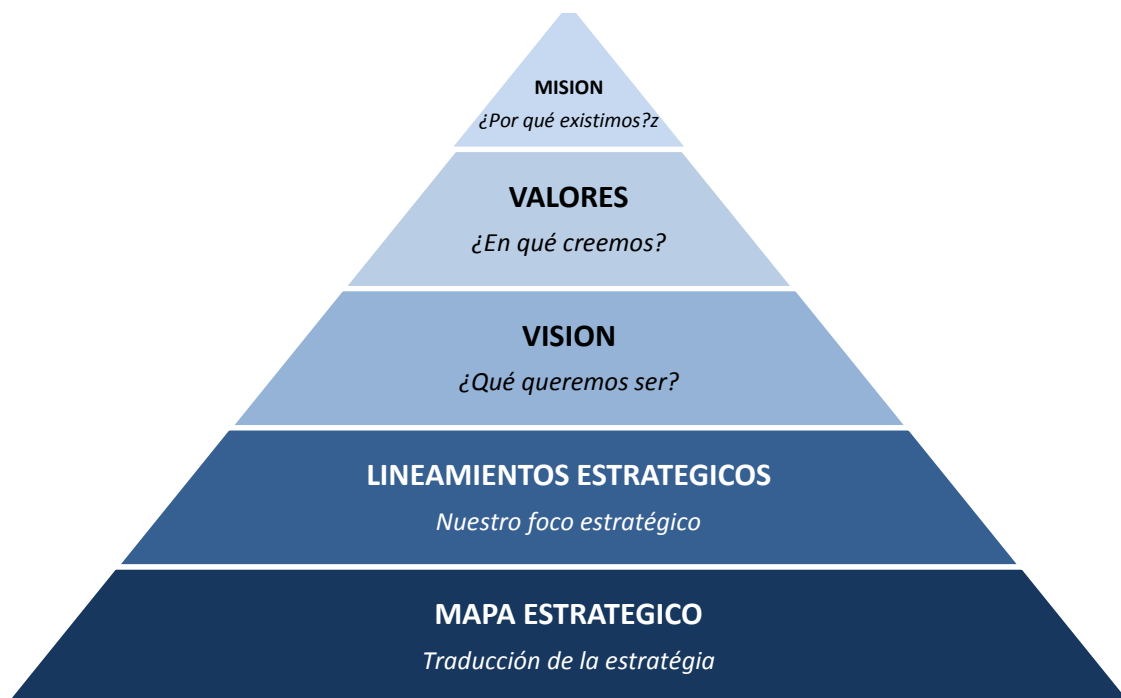 MISION
¿Por qué existimos?z
VALORES
¿En qué creemos?
VISION
¿Qué queremos ser?
LINEAMIENTOS ESTRATEGICOS
Nuestro foco estratégico
MAPA ESTRATEGICO
Traducción de la estratégia